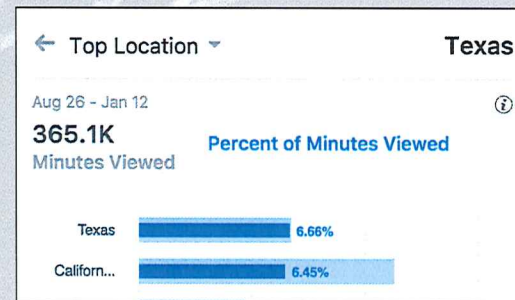 ← Top Location Texas
Aug 26 - Jan 12
365.1K
Minutes Viewed
Percent of Minutes Viewed
Texas 6.66%
Californ... 6.45%